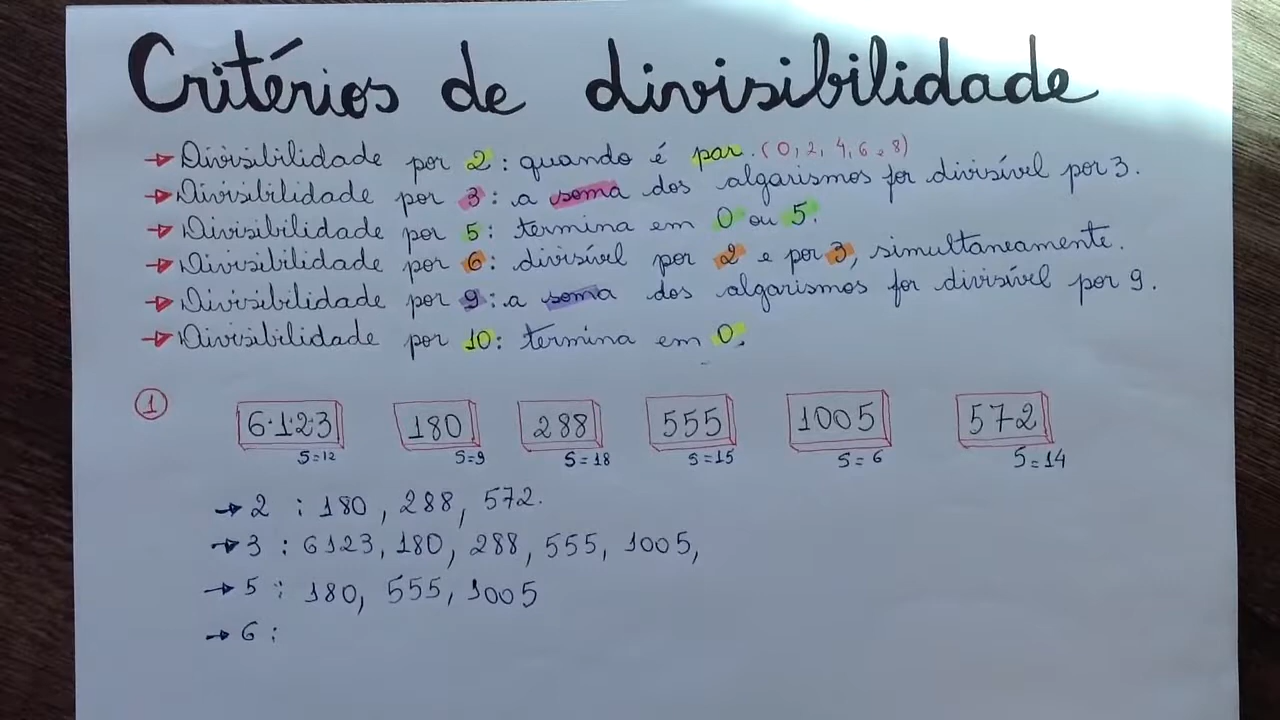 Critérios de divisibilidade
→ Divisibilidade por 2: quando é par. (0, 2, 4, 6 e 8)
→ Divisibilidade por 3: a soma dos algarismos for divisível por 3.
→ Divisibilidade por 5: termina em 0 ou 5.
→ Divisibilidade por 6: divisível por 2 e por 3, simultaneamente.
→ Divisibilidade por 9: a soma dos algarismos for divisível por 9.
→ Divisibilidade por 10: termina em 0.
1 6·1·2·3 180 288 555 1005 572
S=12 S=9 S=18 S=15 S=6 S=14
→ 2 : 180, 288, 572.
→ 3 : 6123, 180, 288, 555, 1005,
→ 5 : 180, 555, 1005
→ 6 :